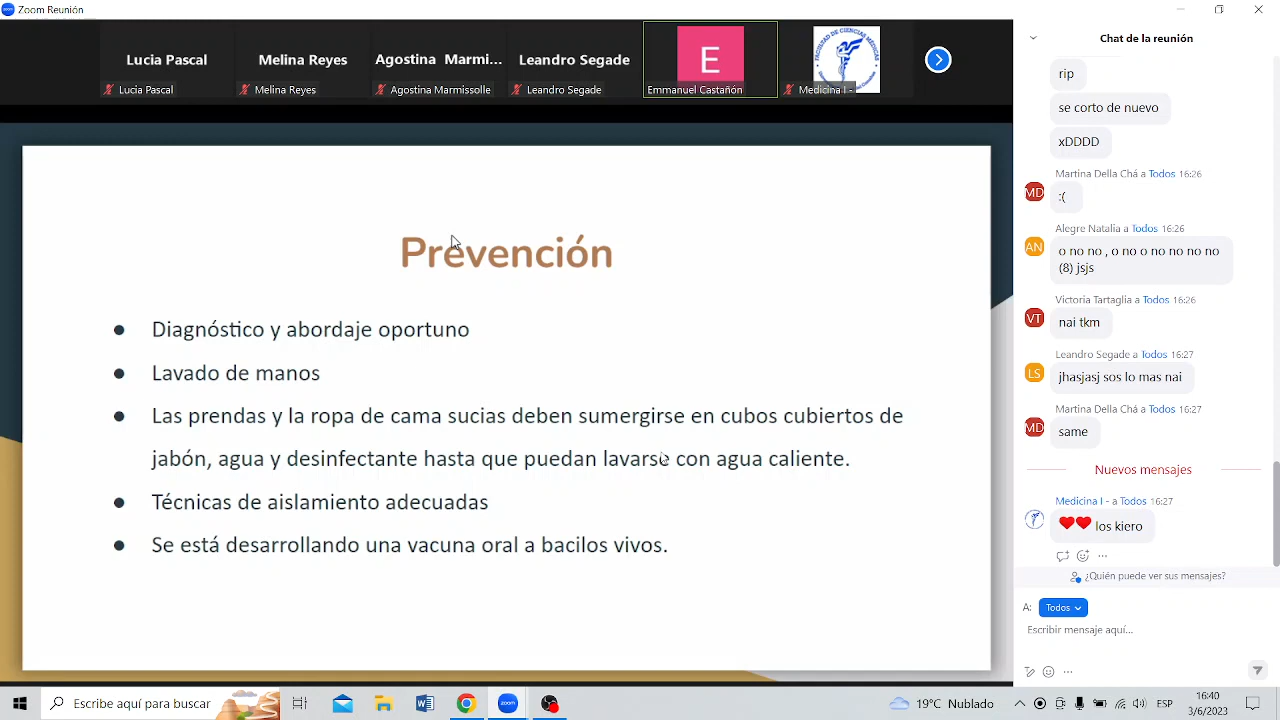 Zoom Reunión
Lucia Pascal
Melina Reyes
Agostina Marmi...
Leandro Segade
E
Lucia Pascal
Melina Reyes
Agostina Marmissolle
Leandro Segade
Emmanuel Castañón
Medicina I -
Prevención
Diagnóstico y abordaje oportuno
Lavado de manos
Las prendas y la ropa de cama sucias deben sumergirse en cubos cubiertos de
jabón, agua y desinfectante hasta que puedan lavarse con agua caliente.
Técnicas de aislamiento adecuadas
Se está desarrollando una vacuna oral a bacilos vivos.
Chat de la reunión
rip
se corto de nuevo
xDDDD
Martina Della Chá a Todos 16:26
MD
:(
Alegre Natalia a Todos 16:26
AN
o no no , o no o no no no no
(8) jsjs
Victoria Tartaglia a Todos 16:26
VT
nai tkm
Leandro Segade a Todos 16:27
LS
jhasjasj sos lo mas nai
Martina Della Chá a Todos 16:27
MD
same
Nuevos mensajes
Medicina I - a Todos 16:27
❤️❤️ los kiero
¿Quién puede ver sus mensajes?
A: Todos
Escribir mensaje aquí...
Escribe aquí para buscar
zoom
19°C Nublado
ESP
16:40
3/6/2023